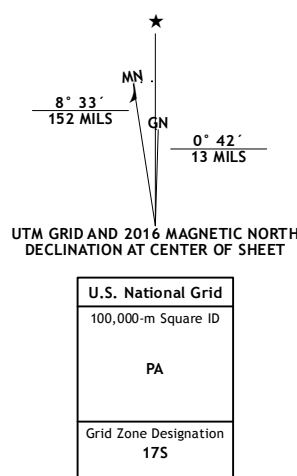 ★
MN
8° 33´
152 MILS
GN
0° 42´
13 MILS
UTM GRID AND 2016 MAGNETIC NORTH
DECLINATION AT CENTER OF SHEET
U.S. National Grid
100,000-m Square ID
PA
Grid Zone Designation
17S